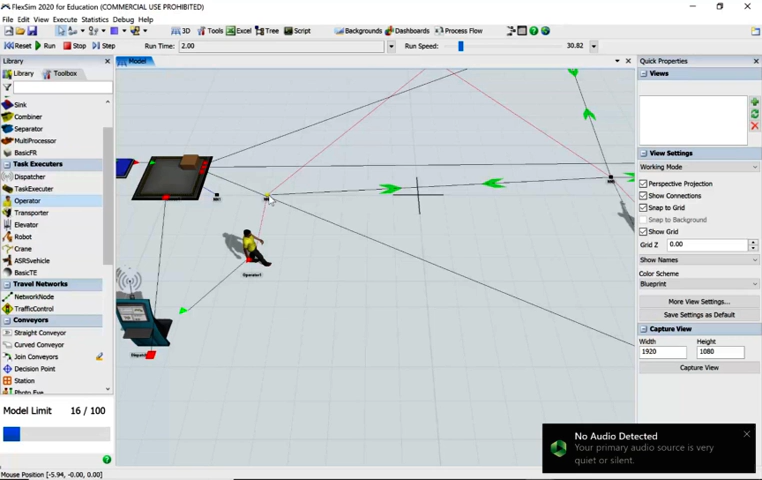 FlexSim 2020 for Education (COMMERCIAL USE PROHIBITED)
File Edit View Build Execute Statistics Debug Help
3D Tools Excel Tree Script Backgrounds Dashboards Process Flow
Reset Run Stop Step Run Time: 2.00 Run Speed: 30.82
Library
Library Toolbox
Sink
Combiner
Separator
MultiProcessor
BasicFR
Task Executers
Dispatcher
TaskExecuter
Operator
Transporter
Elevator
Robot
Crane
ASRSvehicle
BasicTE
Travel Networks
NetworkNode
TrafficControl
Conveyors
Straight Conveyor
Curved Conveyor
Join Conveyors
Decision Point
Station
Photo Eye
Model Limit 16 / 100
Mouse Position [-5.94, -0.00, 0.00]
Model
Operator1
Quick Properties
Views
View Settings
Working Mode
Perspective Projection
Show Connections
Snap to Grid
Snap to Background
Show Grid
Grid Z 0.00
Show Names
Color Scheme
Blueprint
More View Settings...
Save Settings as Default
Capture View
Width Height
1920 1080
Capture View
No Audio Detected
Your primary audio source is very
quiet or silent.